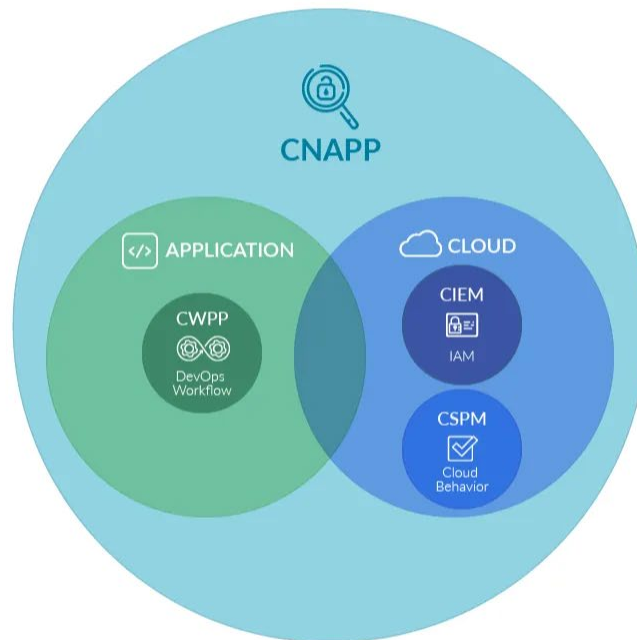 CNAPP
</> APPLICATION
CWPP
DevOps
Workflow
CLOUD
CIEM
IAM
CSPM
Cloud
Behavior